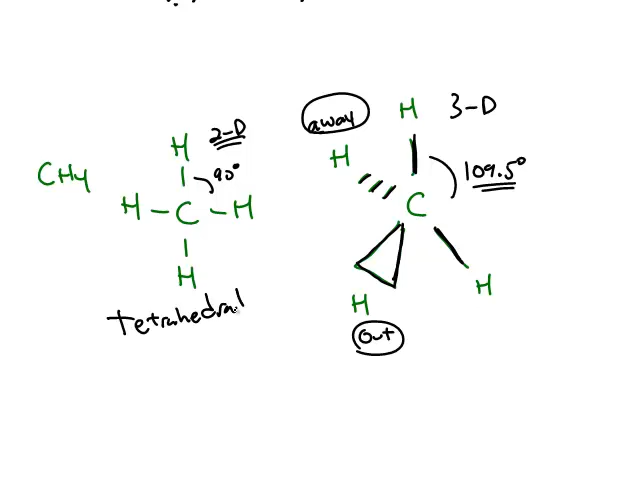 CH4
2-D
H
90°
H-C-H
H
Tetrahedral
away
H
3-D
H
109.5°
C
H
H
out